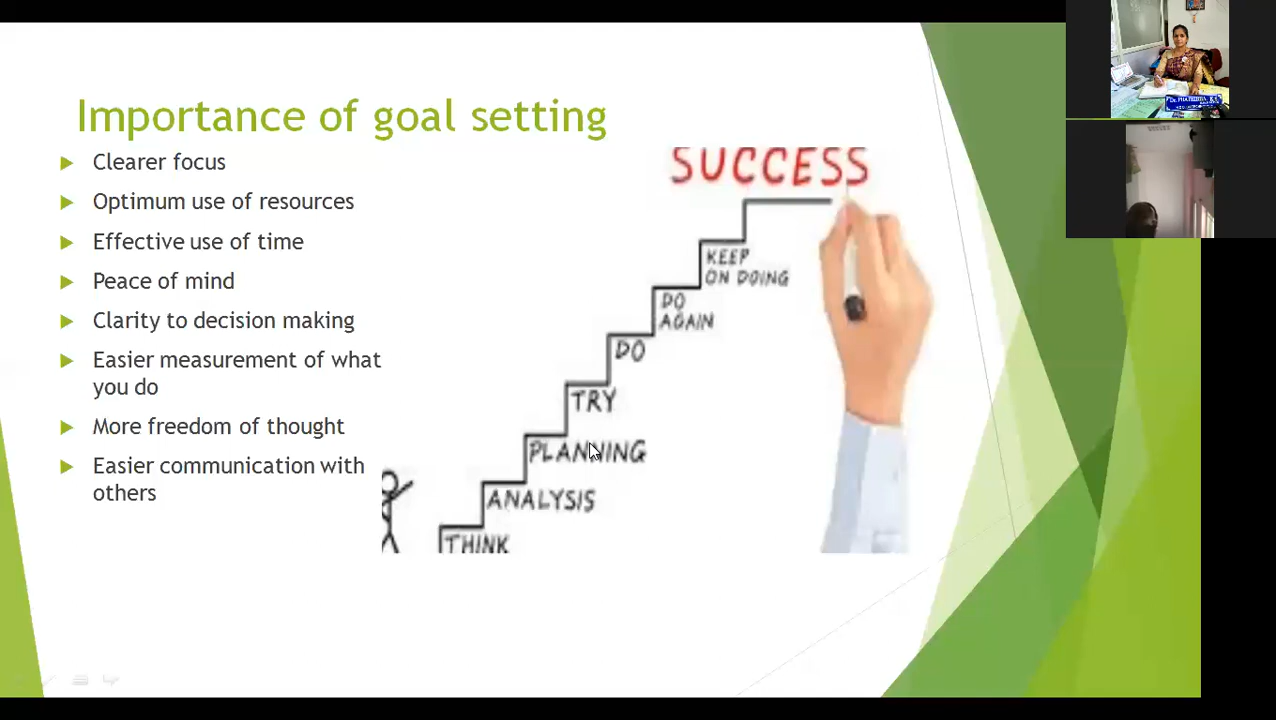 Importance of goal setting
Clearer focus
Optimum use of resources
Effective use of time
Peace of mind
Clarity to decision making
Easier measurement of what
you do
More freedom of thought
Easier communication with
others
SUCCESS
KEEP
ON DOING
DO
AGAIN
DO
TRY
PLANNING
ANALYSIS
THINK